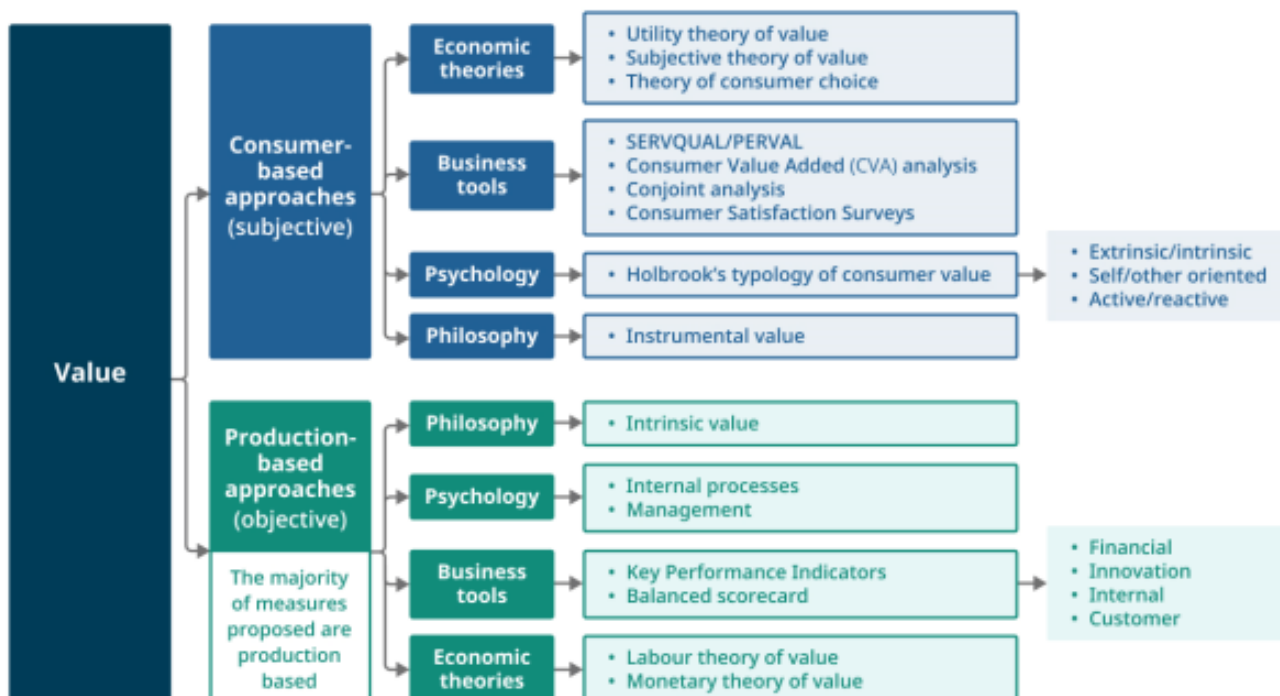 Value
Consumer-
based
approaches
(subjective)
Economic
theories
• Utility theory of value
• Subjective theory of value
• Theory of consumer choice
Business
tools
• SERVQUAL/PERVAL
• Consumer Value Added (CVA) analysis
• Conjoint analysis
• Consumer Satisfaction Surveys
Psychology
• Holbrook's typology of consumer value
• Extrinsic/intrinsic
• Self/other oriented
• Active/reactive
Philosophy
• Instrumental value
Production-
based
approaches
(objective)
The majority
of measures
proposed are
production
based
Philosophy
• Intrinsic value
Psychology
• Internal processes
• Management
Business
tools
• Key Performance Indicators
• Balanced scorecard
• Financial
• Innovation
• Internal
• Customer
Economic
theories
• Labour theory of value
• Monetary theory of value